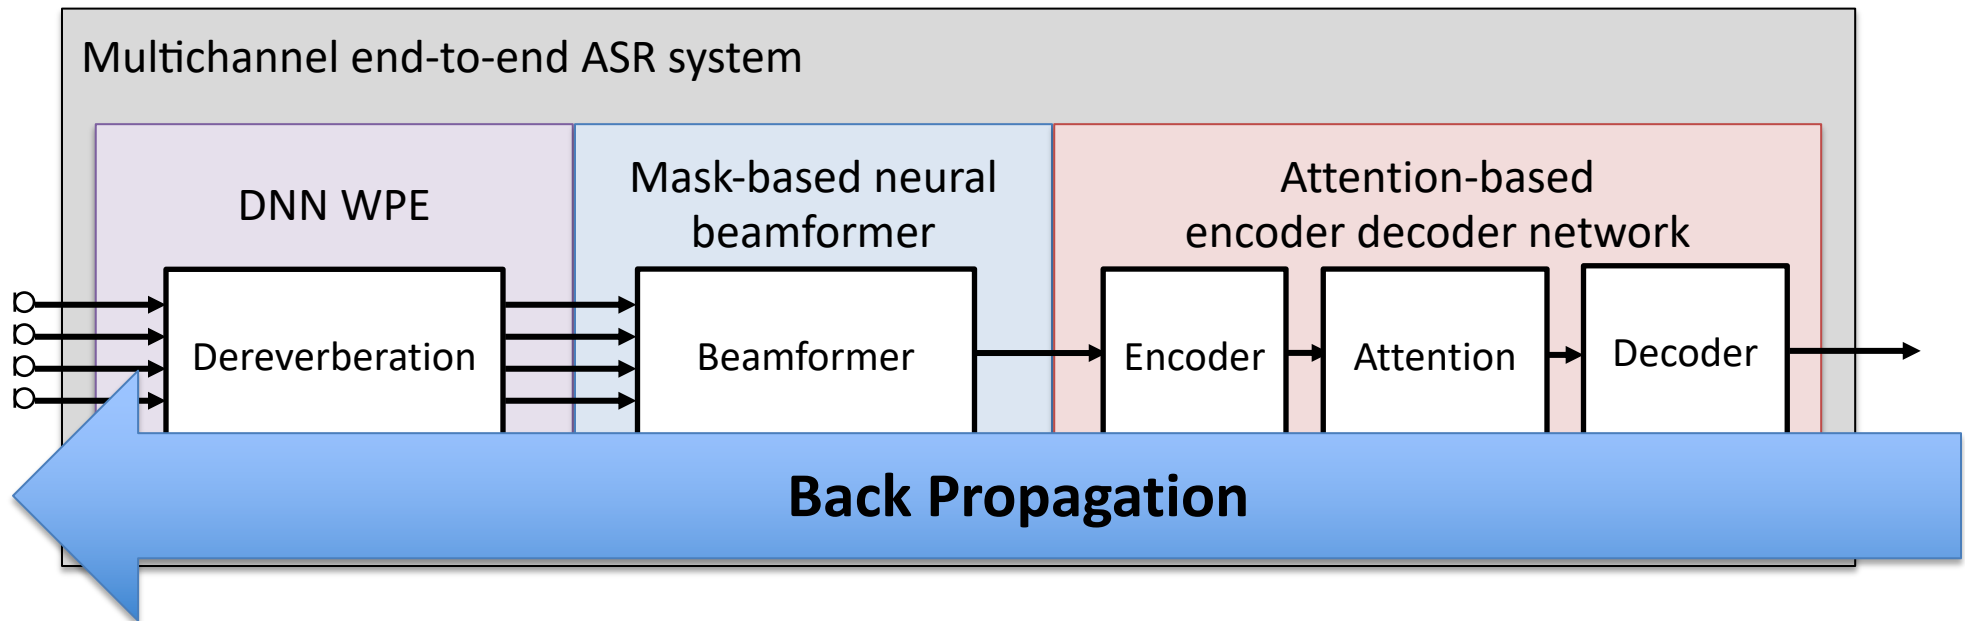 Multichannel end-to-end ASR system
DNN WPE
Mask-based neural
beamformer
Attention-based
encoder decoder network
Dereverberation
Beamformer
Encoder
Attention
Decoder
Back Propagation